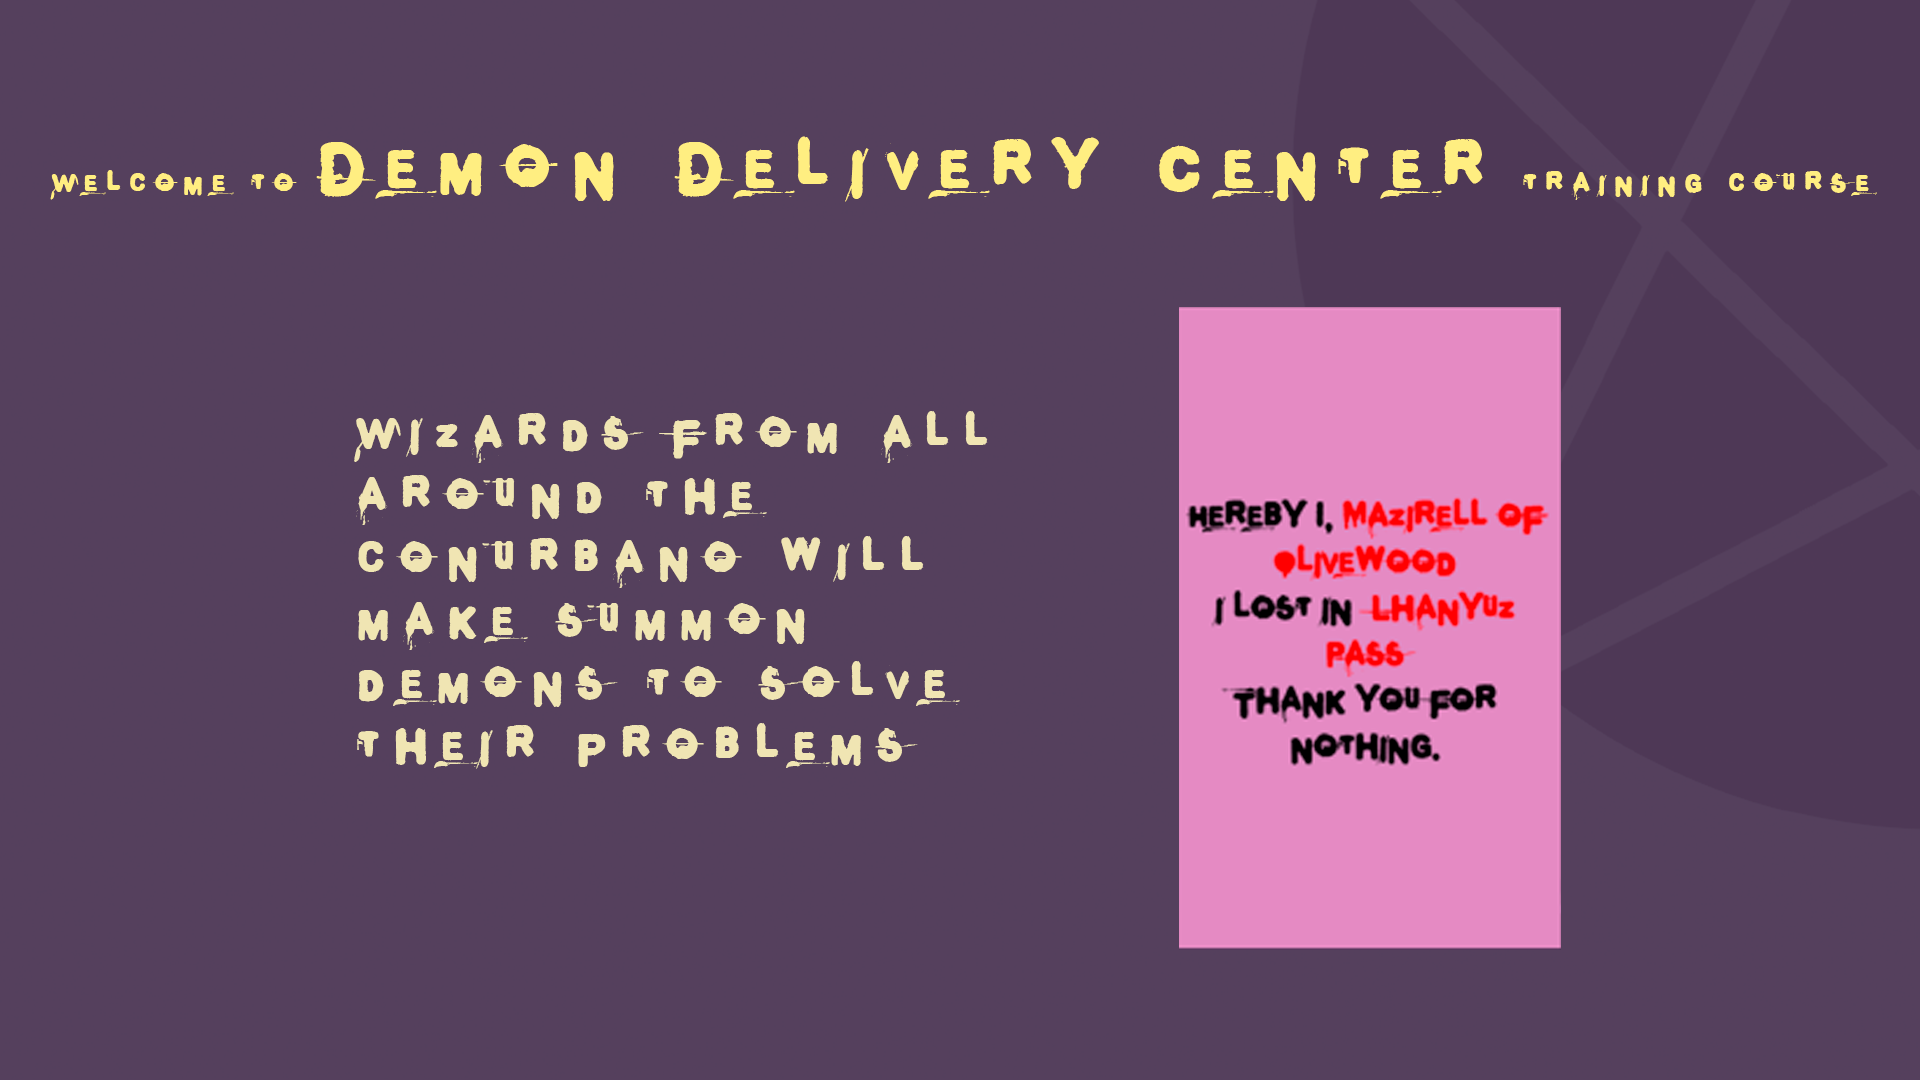 WELCOME TO DEMON DELIVERY CENTER TRAINING COURSE
WIZARDS FROM ALL
AROUND THE
CONURBANO WILL
MAKE SUMMON
DEMONS TO SOLVE
THEIR PROBLEMS
HEREBY I, MAZIRELL OF
OLIVEWOOD
I LOST IN LHANYUZ
PASS
THANK YOU FOR
NOTHING.